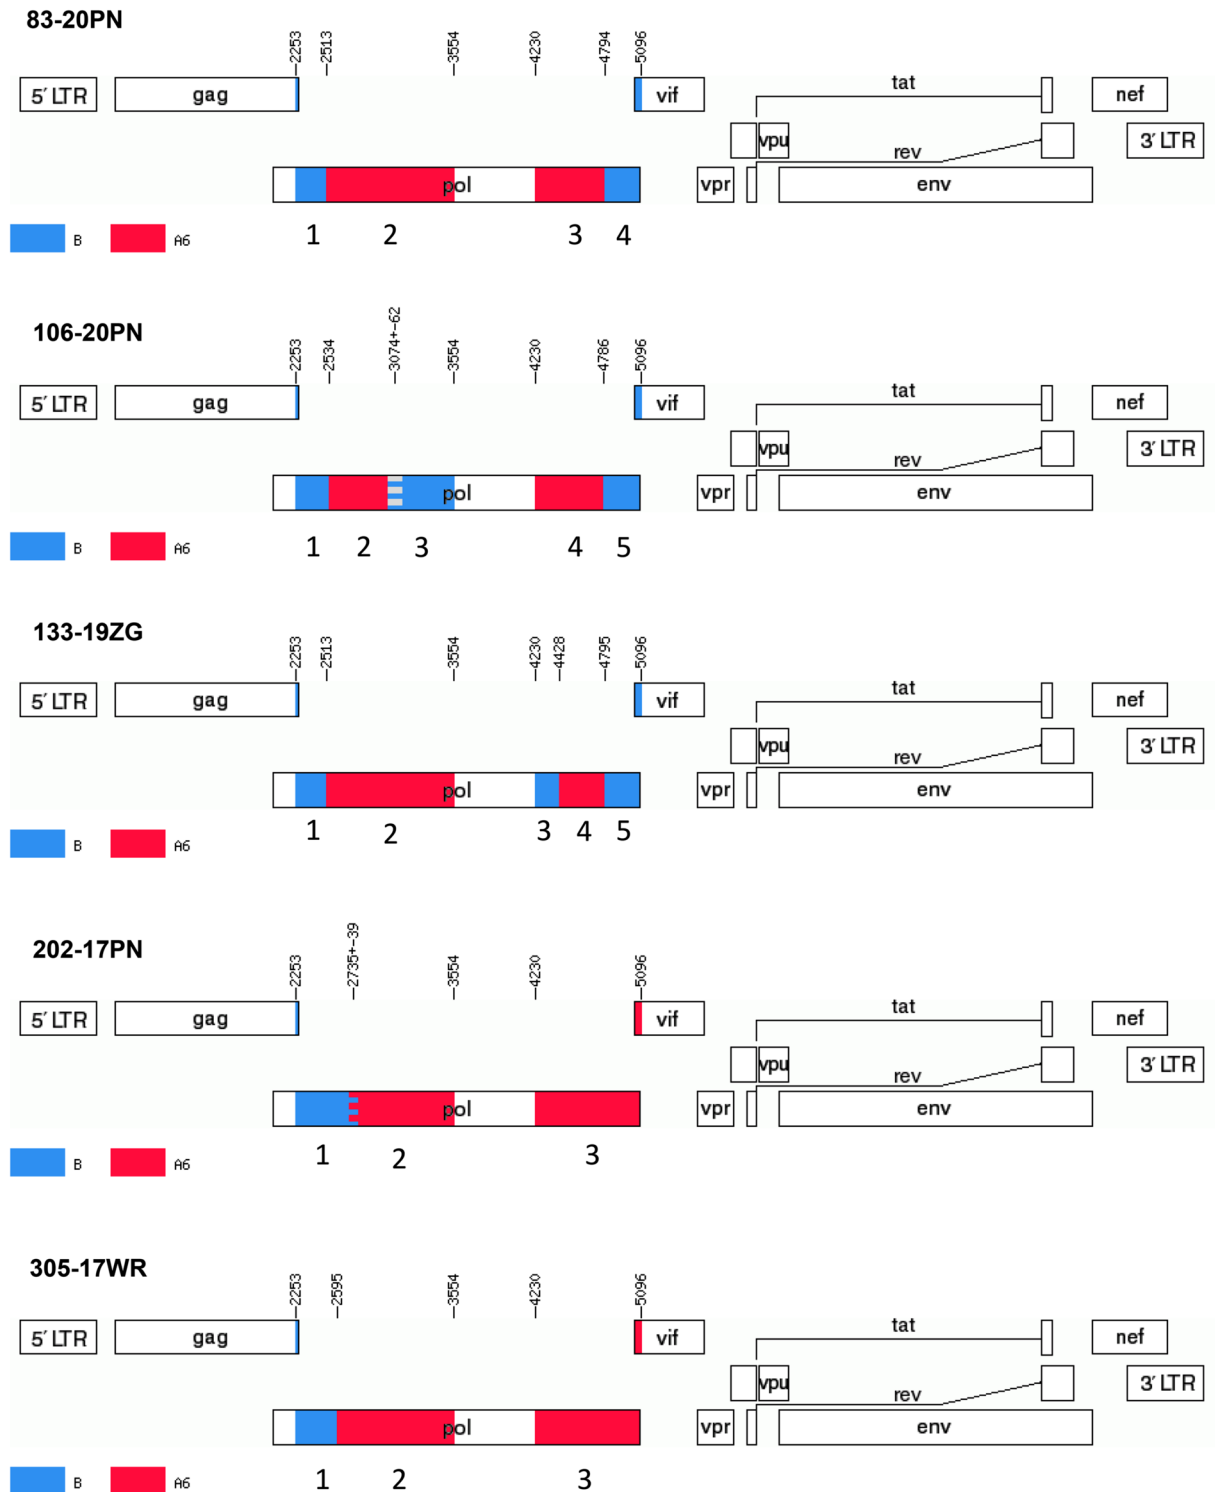 83-20PN
2253 2513 3554 4230 4794 5096
5′ LTR gag vif tat nef
vpu rev 3′ LTR
pol vpr env
B A6 1 2 3 4
106-20PN
2253 2534 3074+-62 3554 4230 4786 5096
5′ LTR gag vif tat nef
vpu rev 3′ LTR
pol vpr env
B A6 1 2 3 4 5
133-19ZG
2253 2513 3554 4230 4428 4795 5096
5′ LTR gag vif tat nef
vpu rev 3′ LTR
pol vpr env
1 2 3 4 5
B A6
202-17PN
2253 2735+-39 3554 4230 5096
5′ LTR gag vif tat nef
vpu rev 3′ LTR
pol vpr env
1 2 3
B A6
305-17WR
2253 2595 3554 4230 5096
5′ LTR gag vif tat nef
vpu rev 3′ LTR
pol vpr env
B A6 1 2 3